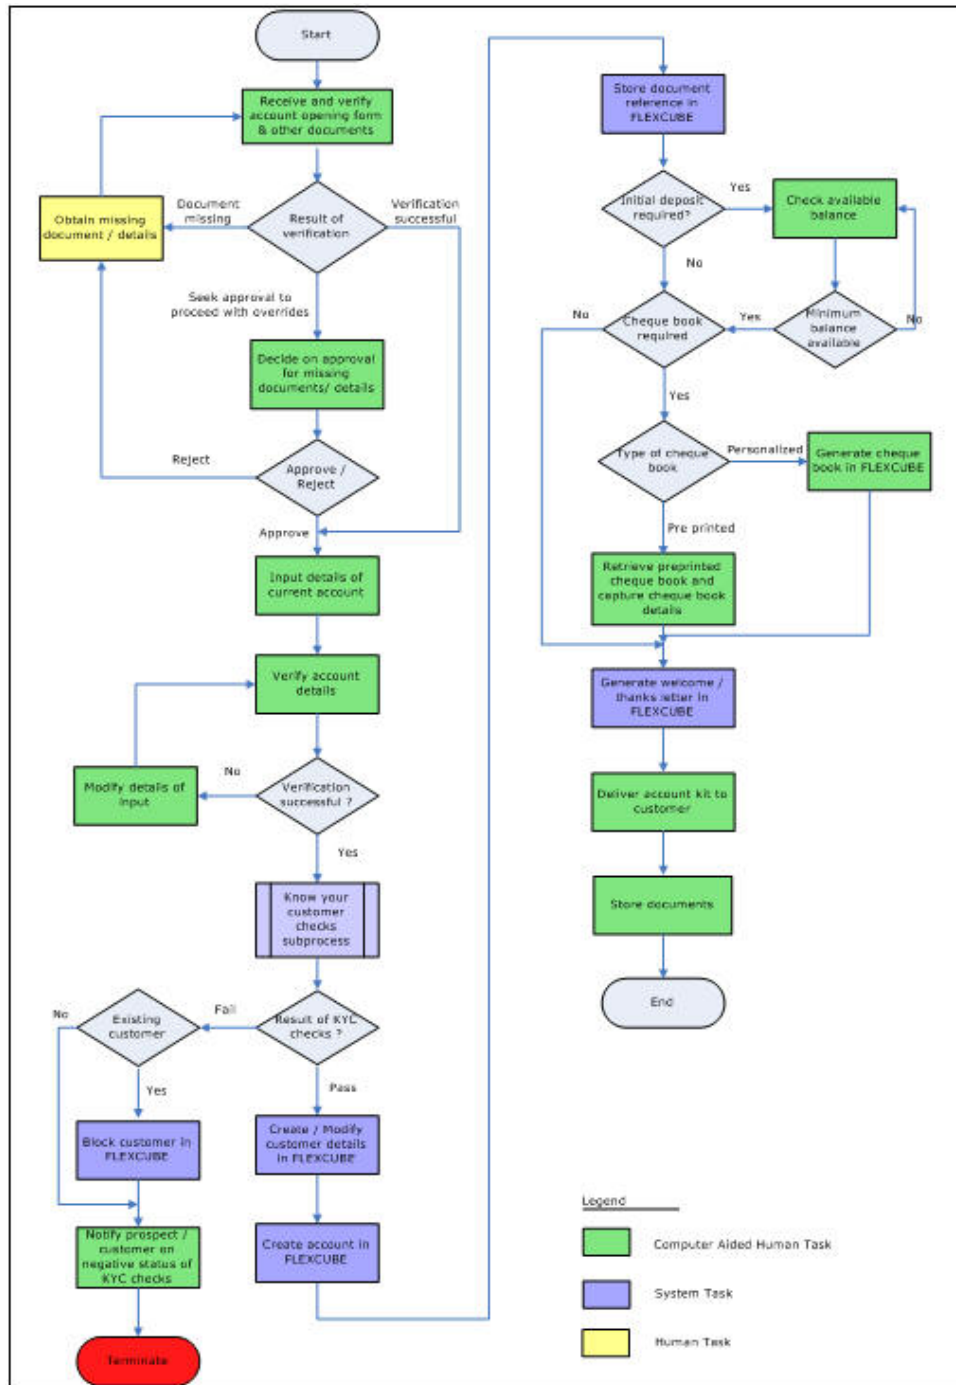 Start
Receive and verify
account opening form
& other documents
Document
missing
Verification
successful
Obtain missing
document / details
Result of
verification
Seek approval to
proceed with overrides
Decide on approval
for missing
documents/ details
Reject
Approve /
Reject
Approve
Input details of
current account
Verify account
details
No
Modify details of
input
Verification
successful ?
Yes
Know your
customer
checks
subprocess
No
Existing
customer
Fail
Result of KYC
checks ?
Yes
Pass
Block customer in
FLEXCUBE
Create / Modify
customer details
in FLEXCUBE
Notify prospect /
customer on
negative status of
KYC checks
Create account in
FLEXCUBE
Terminate
Store document
reference in
FLEXCUBE
Initial deposit
required?
Yes
Check available
balance
No
No
Cheque book
required
Yes
Minimum
balance
available
No
Yes
Type of cheque
book
Personalized
Generate cheque
book in FLEXCUBE
Pre printed
Retrieve preprinted
cheque book and
capture cheque book
details
Generate welcome /
thanks letter in
FLEXCUBE
Deliver account kit to
customer
Store documents
End
Legend
Computer Aided Human Task
System Task
Human Task